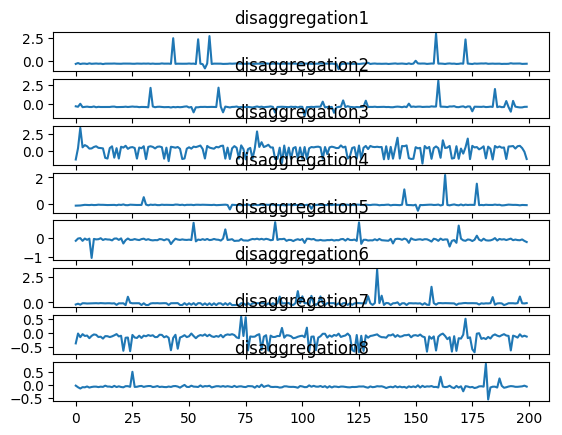 disaggregation1
2.5
0.0
disaggregation2
2.5
0.0
disaggregation3
2.5
0.0
disaggregation4
2
0
disaggregation5
0
−1
disaggregation6
2.5
0.0
disaggregation7
0.5
0.0
−0.5
disaggregation8
0.5
0.0
−0.5
0 25 50 75 100 125 150 175 200